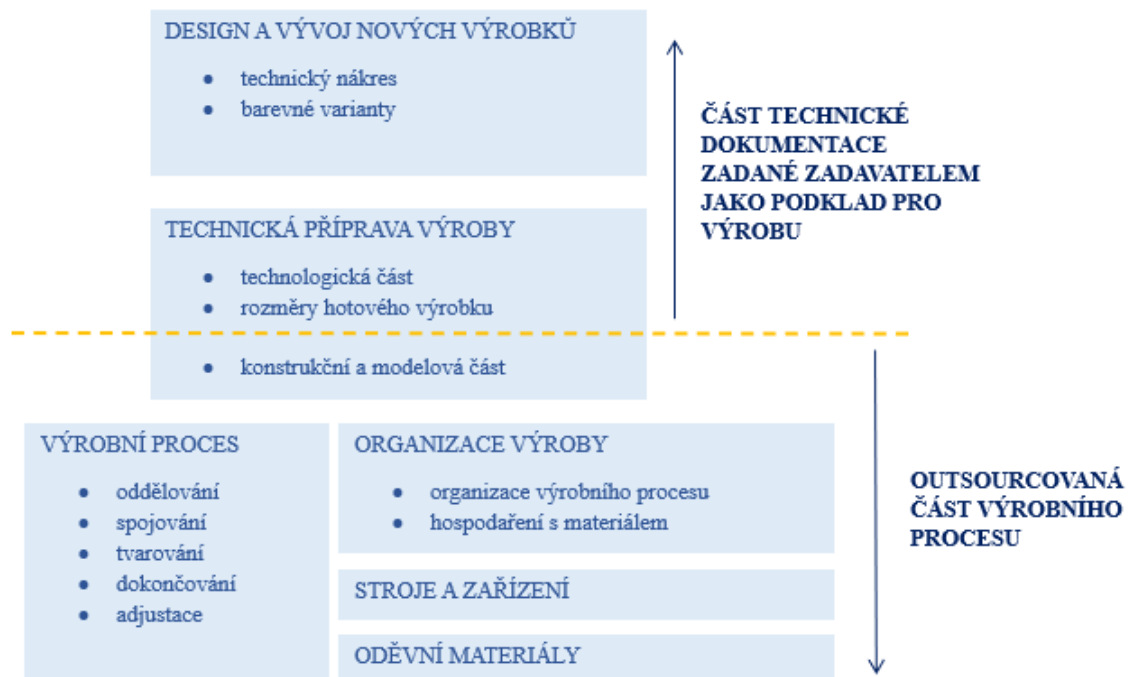 DESIGN A VÝVOJ NOVÝCH VÝROBKŮ
• technický nákres
• barevné varianty
ČÁST TECHNICKÉ
DOKUMENTACE
ZADANÉ ZADAVATELEM
JAKO PODKLAD PRO
VÝROBU
TECHNICKÁ PŘÍPRAVA VÝROBY
• technologická část
• rozměry hotového výrobku
• konstrukční a modelová část
VÝROBNÍ PROCES
• oddělování
• spojování
• tvarování
• dokončování
• adjustace
ORGANIZACE VÝROBY
• organizace výrobního procesu
• hospodaření s materiálem
STROJE A ZAŘÍZENÍ
ODĚVNÍ MATERIÁLY
OUTSOURCOVANÁ
ČÁST VÝROBNÍHO
PROCESU